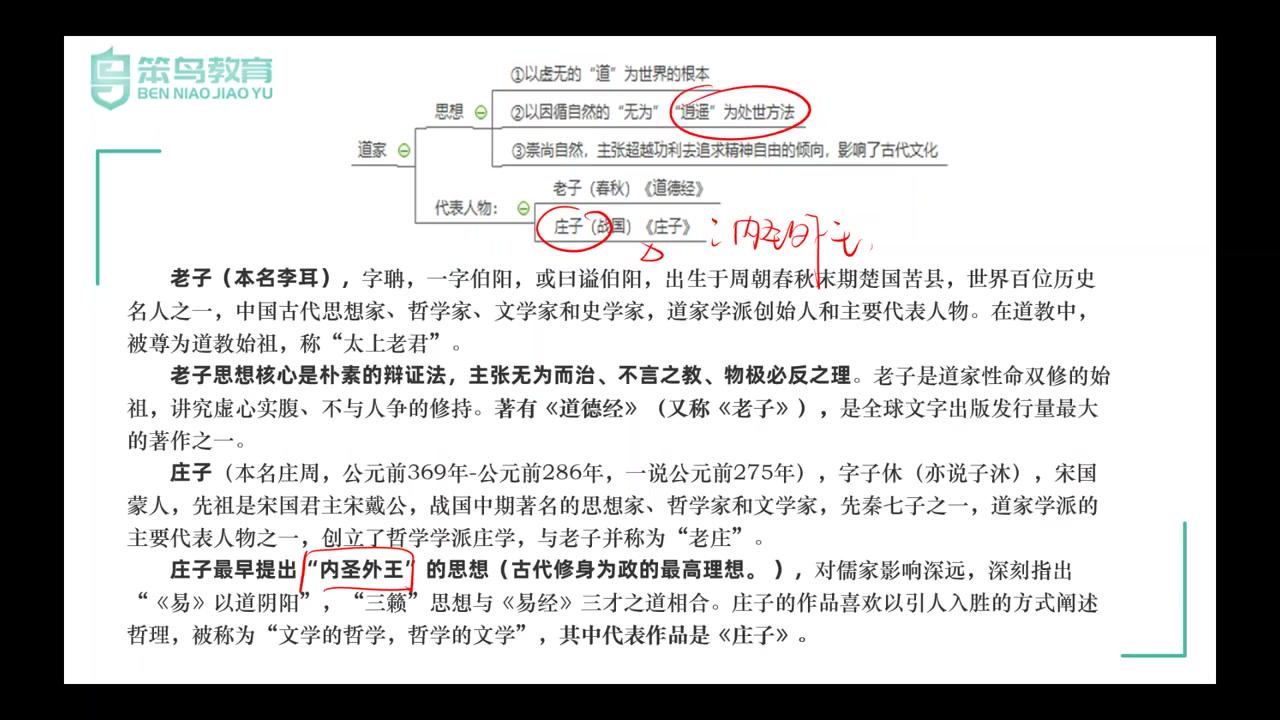 笨鸟教育
BEN NIAO JIAO YU
①以虚无的“道”为世界的根本
思想
②以因循自然的“无为”“逍遥”为处世方法
道家
③崇尚自然，主张超越功利去追求精神自由的倾向，影响了古代文化
老子（春秋）《道德经》
代表人物：
庄子（战国）《庄子》
：内圣外王
老子（本名李耳），字聃，一字伯阳，或曰谥伯阳，出生于周朝春秋末期楚国苦县，世界百位历史
名人之一，中国古代思想家、哲学家、文学家和史学家，道家学派创始人和主要代表人物。在道教中，
被尊为道教始祖，称“太上老君”。
老子思想核心是朴素的辩证法，主张无为而治、不言之教、物极必反之理。老子是道家性命双修的始
祖，讲究虚心实腹、不与人争的修持。著有《道德经》（又称《老子》），是全球文字出版发行量最大
的著作之一。
庄子（本名庄周，公元前369年-公元前286年，一说公元前275年），字子休（亦说子沐），宋国
蒙人，先祖是宋国君主宋戴公，战国中期著名的思想家、哲学家和文学家，先秦七子之一，道家学派的
主要代表人物之一，创立了哲学学派庄学，与老子并称为“老庄”。
庄子最早提出“内圣外王”的思想（古代修身为政的最高理想。），对儒家影响深远，深刻指出
“《易》以道阴阳”，“三籁”思想与《易经》三才之道相合。庄子的作品喜欢以引人入胜的方式阐述
哲理，被称为“文学的哲学，哲学的文学”，其中代表作品是《庄子》。